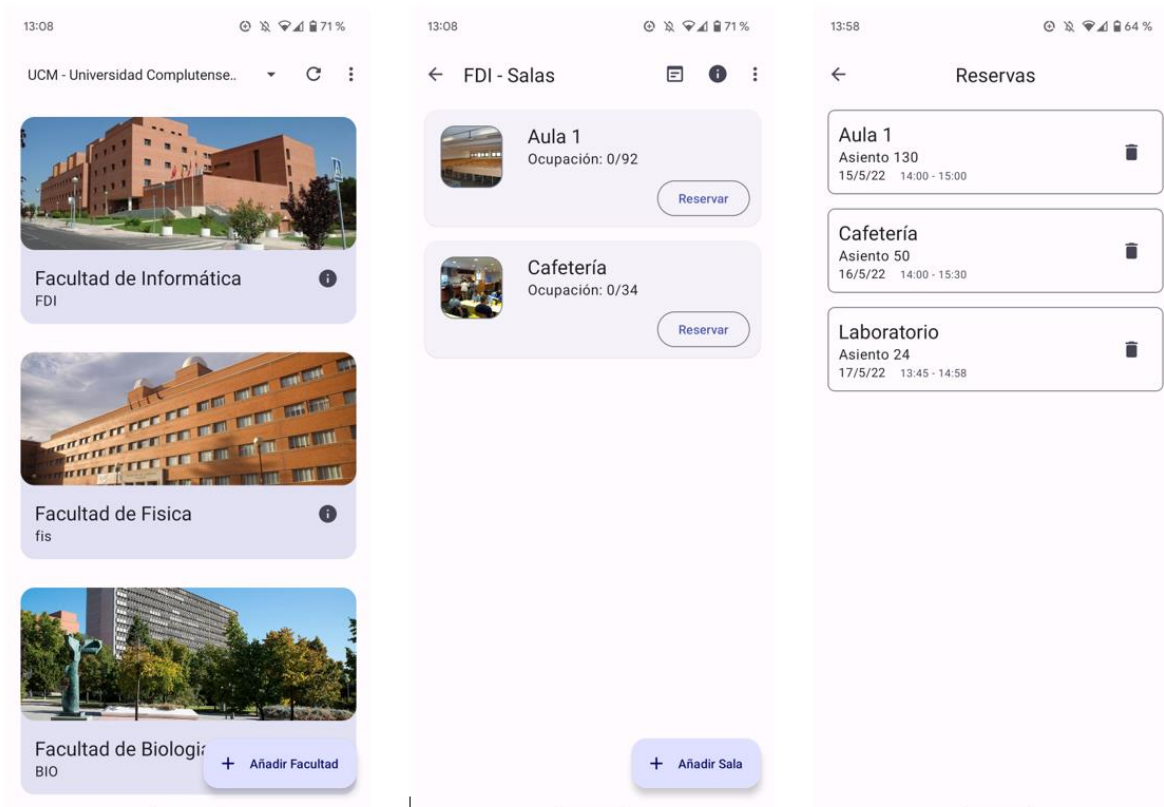 13:08
71 %
UCM - Universidad Complutense..
Facultad de Informática
FDI
Facultad de Fisica
fis
Facultad de Biologi
BIO
+ Añadir Facultad
13:08
71 %
FDI - Salas
Aula 1
Ocupación: 0/92
Reservar
Cafetería
Ocupación: 0/34
Reservar
+ Añadir Sala
13:58
64 %
Reservas
Aula 1
Asiento 130
15/5/22 14:00 - 15:00
Cafetería
Asiento 50
16/5/22 14:00 - 15:30
Laboratorio
Asiento 24
17/5/22 13:45 - 14:58